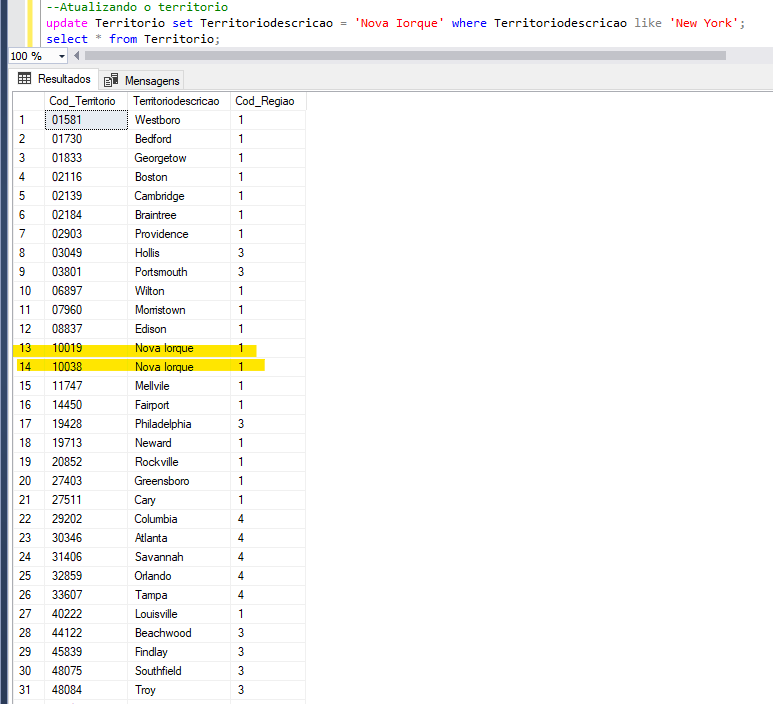 --Atualizando o territorio
update Territorio set Territoriodescricao = 'Nova Iorque' where Territoriodescricao like 'New York';
select * from Territorio;
100 %
Resultados Mensagens
Cod_Territorio Territoriodescricao Cod_Regiao
1 01581 Westboro 1
2 01730 Bedford 1
3 01833 Georgetow 1
4 02116 Boston 1
5 02139 Cambridge 1
6 02184 Braintree 1
7 02903 Providence 1
8 03049 Hollis 3
9 03801 Portsmouth 3
10 06897 Wilton 1
11 07960 Morristown 1
12 08837 Edison 1
13 10019 Nova Iorque 1
14 10038 Nova Iorque 1
15 11747 Mellvile 1
16 14450 Fairport 1
17 19428 Philadelphia 3
18 19713 Neward 1
19 20852 Rockville 1
20 27403 Greensboro 1
21 27511 Cary 1
22 29202 Columbia 4
23 30346 Atlanta 4
24 31406 Savannah 4
25 32859 Orlando 4
26 33607 Tampa 4
27 40222 Louisville 1
28 44122 Beachwood 3
29 45839 Findlay 3
30 48075 Southfield 3
31 48084 Troy 3